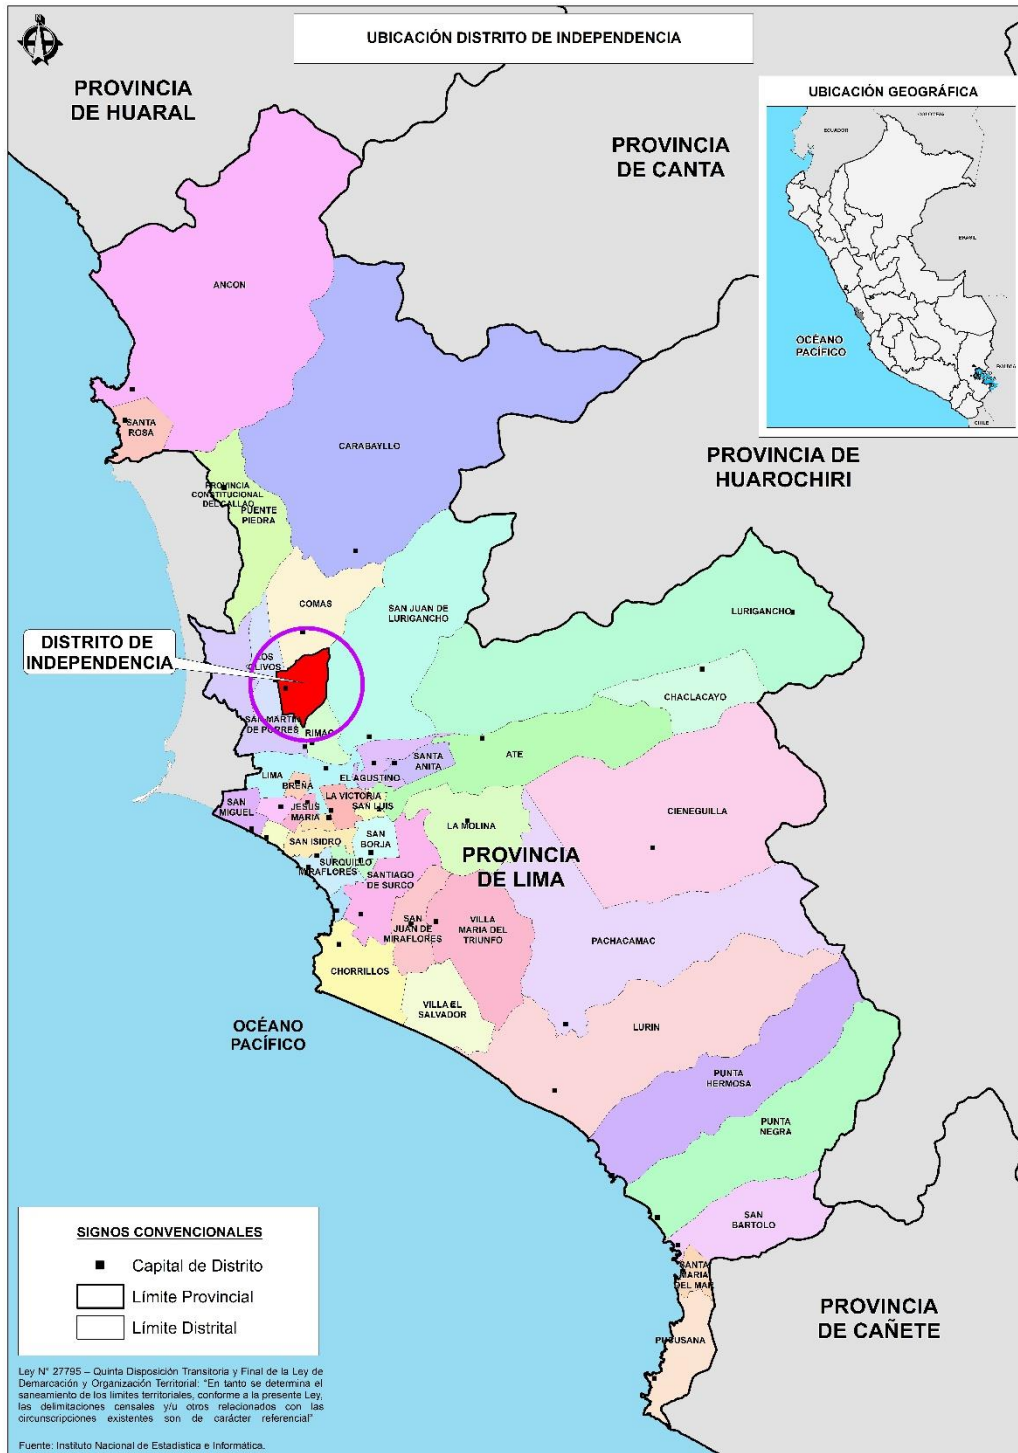 UBICACIÓN DISTRITO DE INDEPENDENCIA
PROVINCIA
DE HUARAL
UBICACIÓN GEOGRÁFICA
ECUADOR
COLOMBIA
BRASIL
OCÉANO
PACÍFICO
BOLIVIA
CHILE
PROVINCIA
DE CANTA
ANCON
SANTA
ROSA
CARABAYLLO
PROVINCIA DE
HUAROCHIRI
PROVINCIA
CONSTITUCIONAL
DEL CALLAO
PUENTE
PIEDRA
COMAS
SAN JUAN DE
LURIGANCHO
LURIGANCHO
DISTRITO DE
INDEPENDENCIA
LOS
OLIVOS
CHACLACAYO
SAN MARTIN
DE PORRES
RIMAC
ATE
SANTA
ANITA
EL AGUSTINO
LIMA
BREÑA
LA VICTORIA
SAN LUIS
SAN
MIGUEL
JESUS
MARIA
CIENEGUILLA
LA MOLINA
SAN ISIDRO
SAN
BORJA
SURQUILLO
MIRAFLORES
SANTIAGO
DE SURCO
PROVINCIA
DE LIMA
SAN
JUAN DE
MIRAFLORES
VILLA
MARIA DEL
TRIUNFO
PACHACAMAC
CHORRILLOS
VILLA EL
SALVADOR
LURIN
OCÉANO
PACÍFICO
PUNTA
HERMOSA
PUNTA
NEGRA
SAN
BARTOLO
SANTA
MARIA
DEL MAR
PUCUSANA
PROVINCIA
DE CAÑETE
SIGNOS CONVENCIONALES
Capital de Distrito
Límite Provincial
Límite Distrital
Ley N° 27795 – Quinta Disposición Transitoria y Final de la Ley de
Demarcación y Organización Territorial: "En tanto se determina el
saneamiento de los límites territoriales, conforme a la presente Ley,
las delimitaciones censales y/u otros relacionados con las
circunscripciones existentes son de carácter referencial"
Fuente: Instituto Nacional de Estadística e Informática.